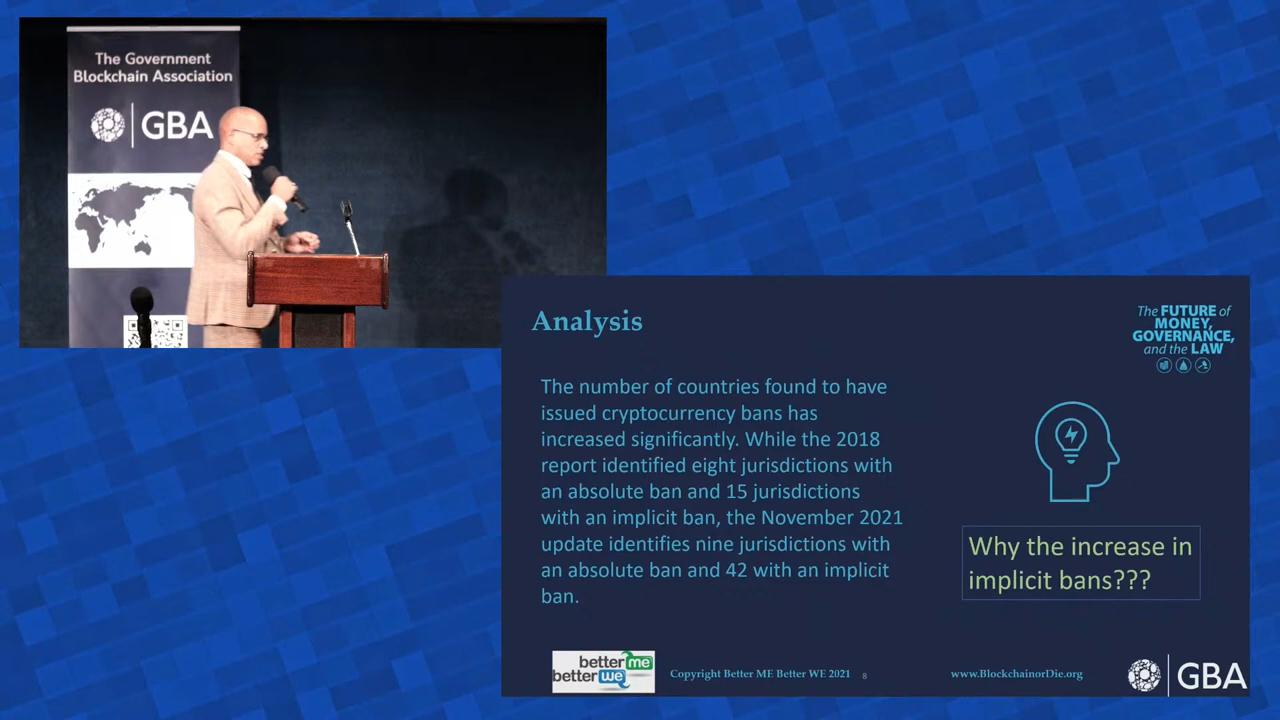 The Government
Blockchain Association
GBA
Analysis
The FUTURE of
MONEY,
GOVERNANCE,
and the LAW
The number of countries found to have
issued cryptocurrency bans has
increased significantly. While the 2018
report identified eight jurisdictions with
an absolute ban and 15 jurisdictions
with an implicit ban, the November 2021
update identifies nine jurisdictions with
an absolute ban and 42 with an implicit
ban.
Why the increase in
implicit bans???
better me
better we
Copyright Better ME Better WE 2021
8
www.BlockchainorDie.org
GBA